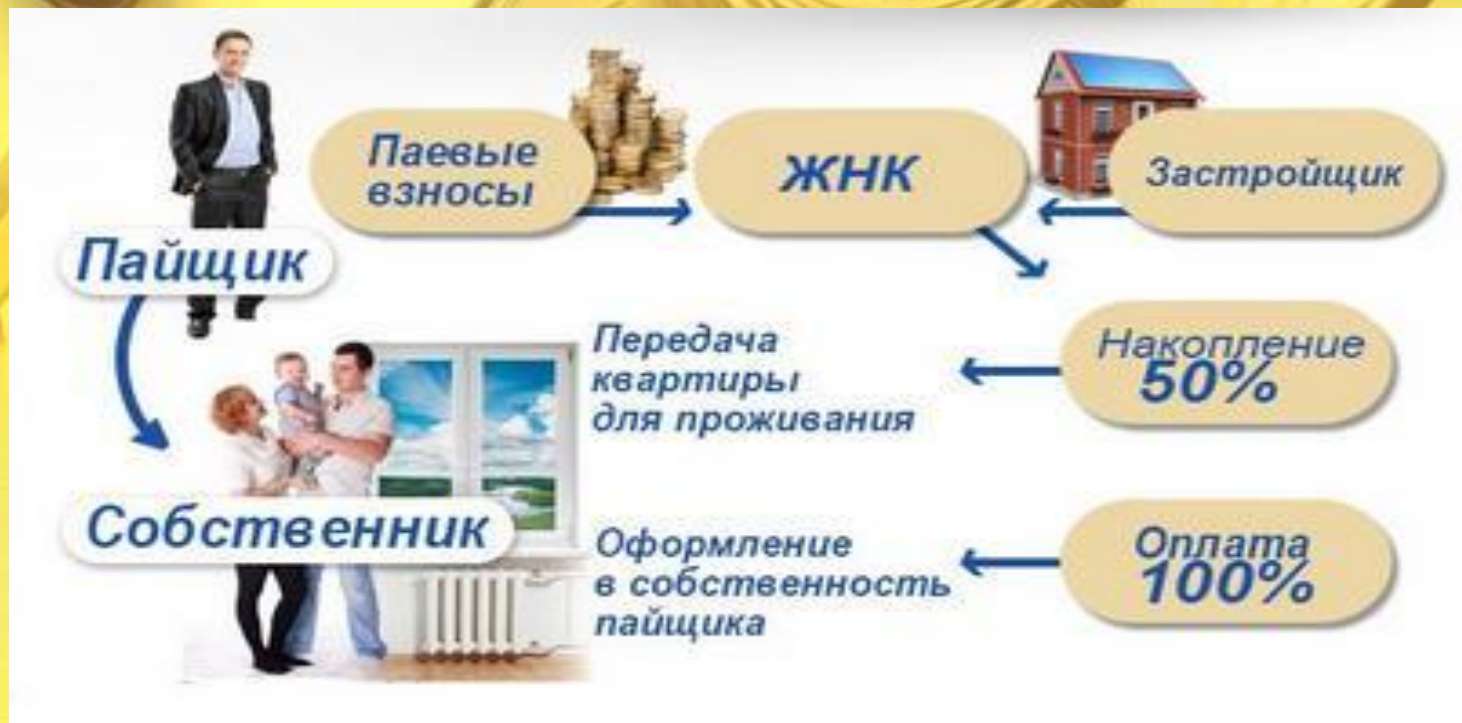 Паевые
взносы
ЖНК
Застройщик
Пайщик
Передача
квартиры
для проживания
Накопление
50%
Собственник
Оформление
в собственность
пайщика
Оплата
100%